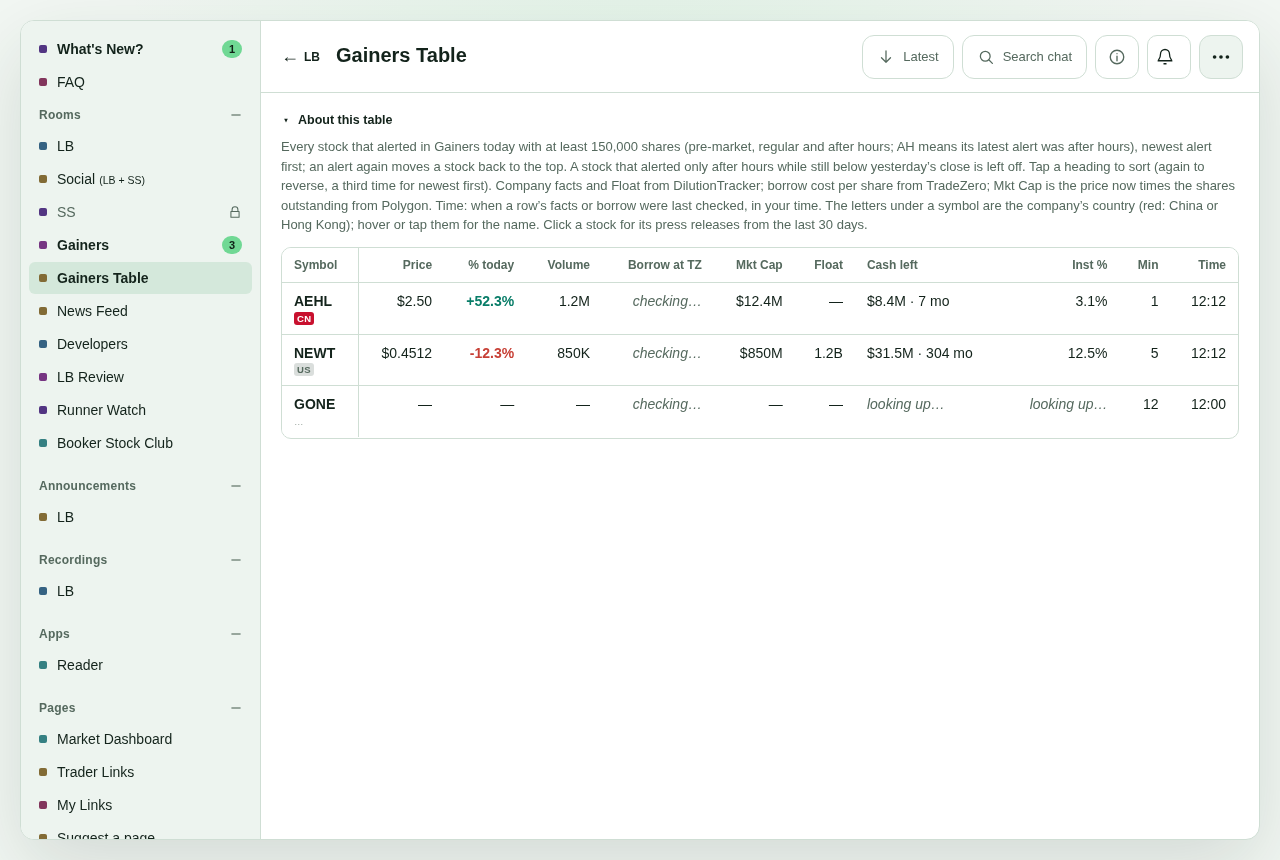 What's New? 1
FAQ
Rooms
LB
Social (LB + SS)
SS
Gainers 3
Gainers Table
News Feed
Developers
LB Review
Runner Watch
Booker Stock Club
Announcements
LB
Recordings
LB
Apps
Reader
Pages
Market Dashboard
Trader Links
My Links
Suggest a page
← LB Gainers Table Latest Search chat
About this table
Every stock that alerted in Gainers today with at least 150,000 shares (pre-market, regular and after hours; AH means its latest alert was after hours), newest alert
first; an alert again moves a stock back to the top. A stock that alerted only after hours while still below yesterday's close is left off. Tap a heading to sort (again to
reverse, a third time for newest first). Company facts and Float from DilutionTracker; borrow cost per share from TradeZero; Mkt Cap is the price now times the shares
outstanding from Polygon. Time: when a row's facts or borrow were last checked, in your time. The letters under a symbol are the company's country (red: China or
Hong Kong); hover or tap them for the name. Click a stock for its press releases from the last 30 days.
Symbol Price % today Volume Borrow at TZ Mkt Cap Float Cash left Inst % Min Time
AEHL $2.50 +52.3% 1.2M checking… $12.4M — $8.4M · 7 mo 3.1% 1 12:12
CN
NEWT $0.4512 -12.3% 850K checking… $850M 1.2B $31.5M · 304 mo 12.5% 5 12:12
US
GONE — — — checking… — — looking up… looking up… 12 12:00
…